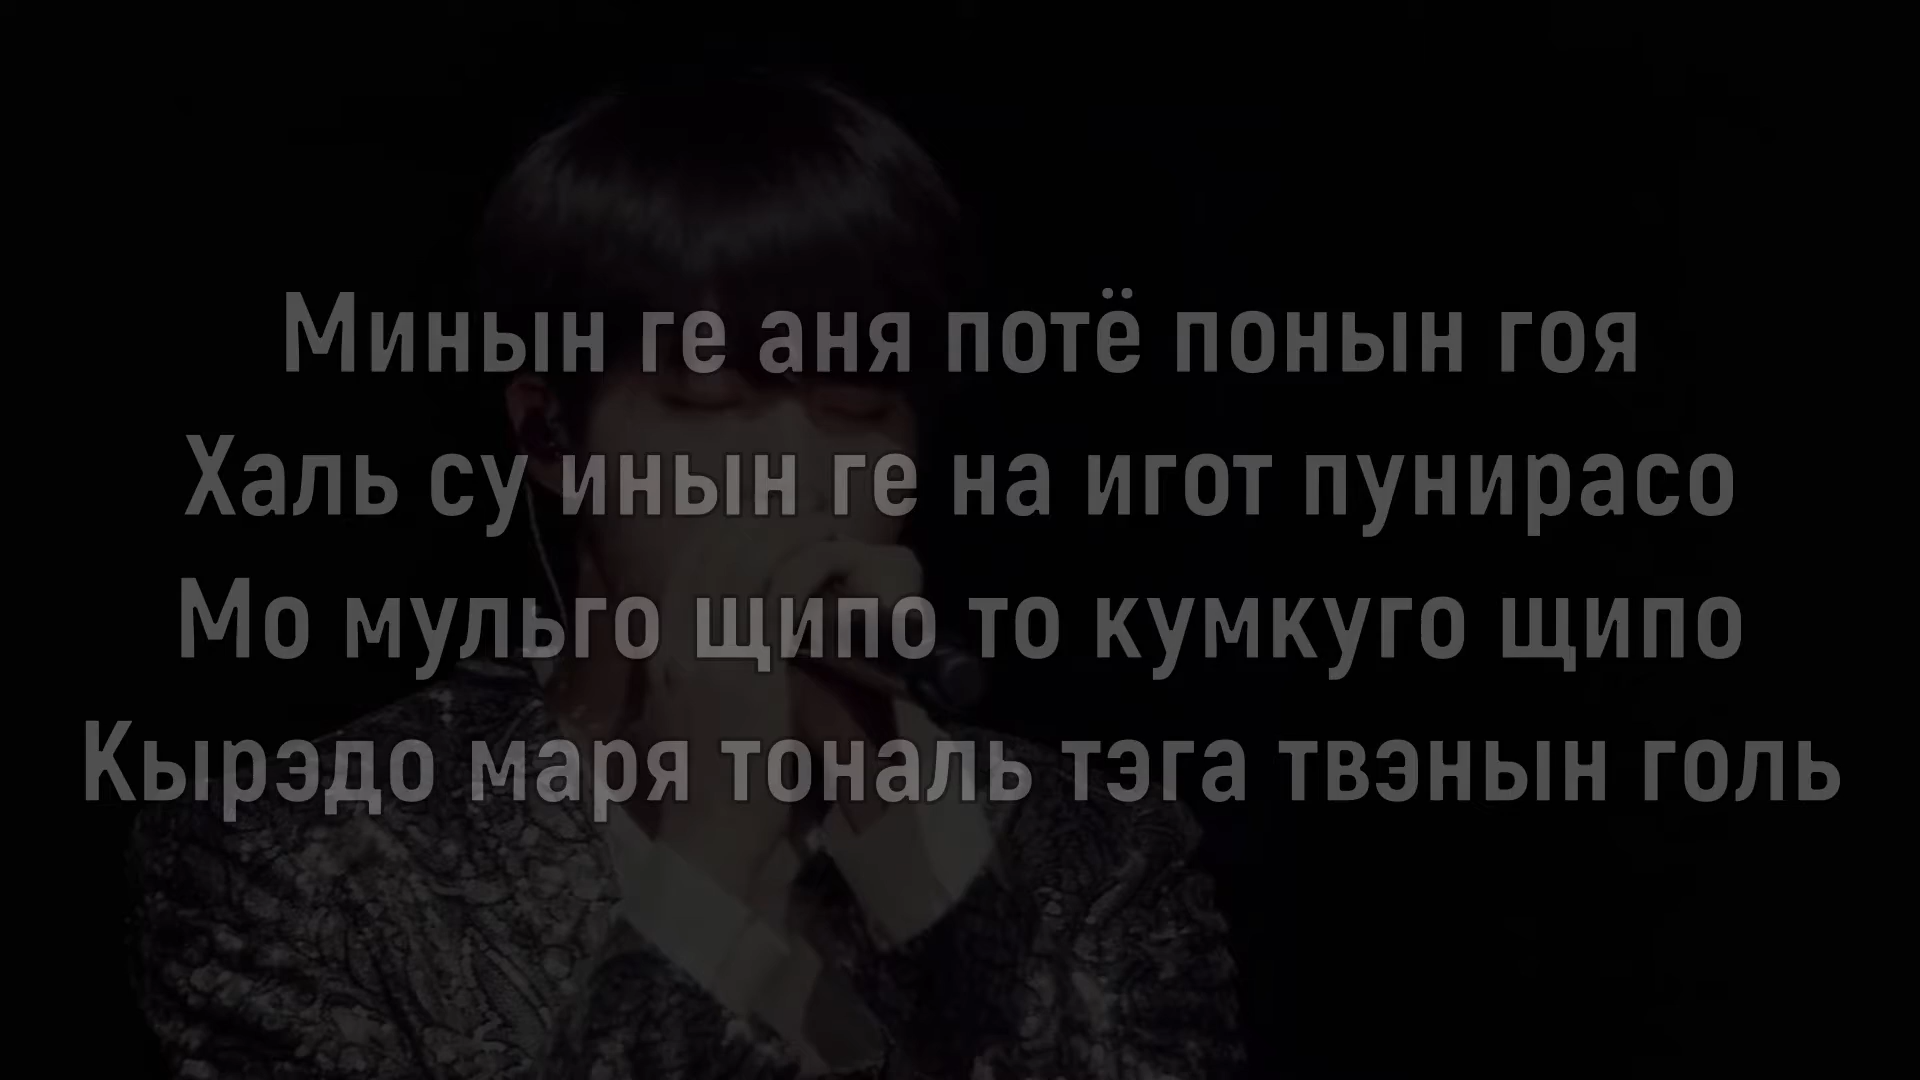 Минын ге аня потё понын гоя
Халь су инын ге на игот пунирасо
Мо мульго щипо то кумкуго щипо
Кырэдо маря тональ тэга твэнын голь